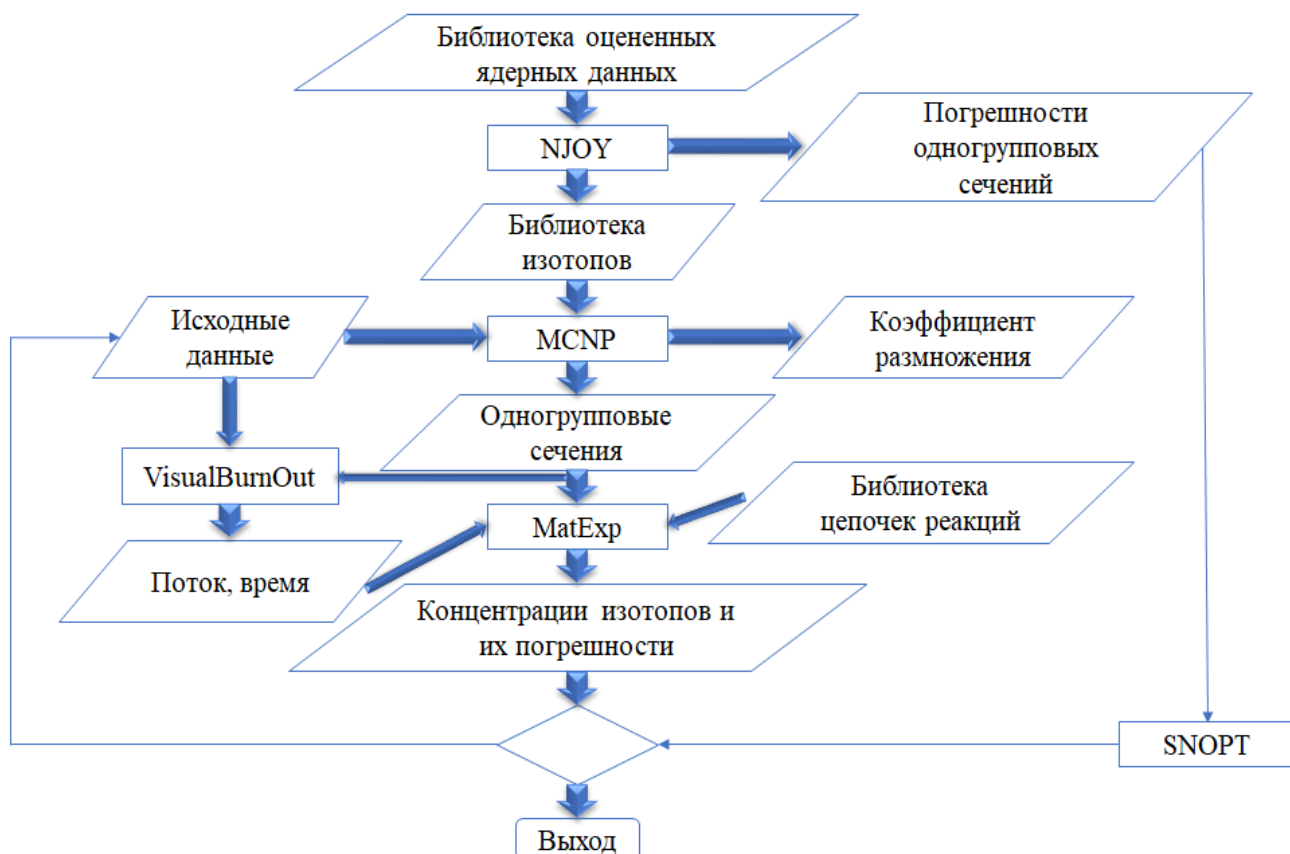 Библиотека оцененных
ядерных данных
NJOY
Погрешности
одногрупповых
сечений
Библиотека
изотопов
Исходные
данные
MCNP
Коэффициент
размножения
Одногрупповые
сечения
VisualBurnOut
Библиотека
цепочек реакций
MatExp
Поток, время
Концентрации изотопов и
их погрешности
SNOPT
Выход